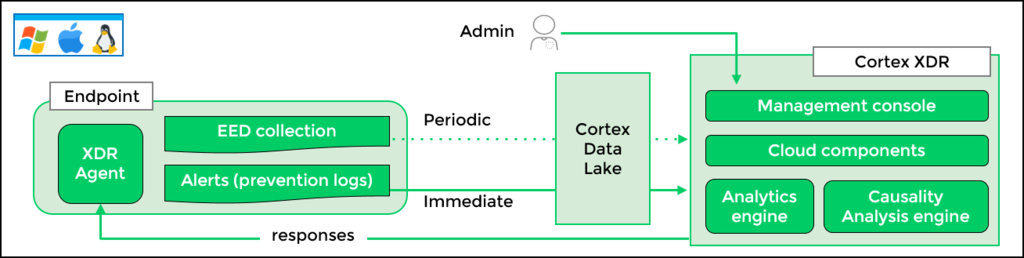 Admin
Cortex XDR
Endpoint
Management console
EED collection
Periodic
XDR
Agent
Cortex
Data
Lake
Cloud components
Alerts (prevention logs)
Immediate
Analytics
engine
Causality
Analysis engine
responses